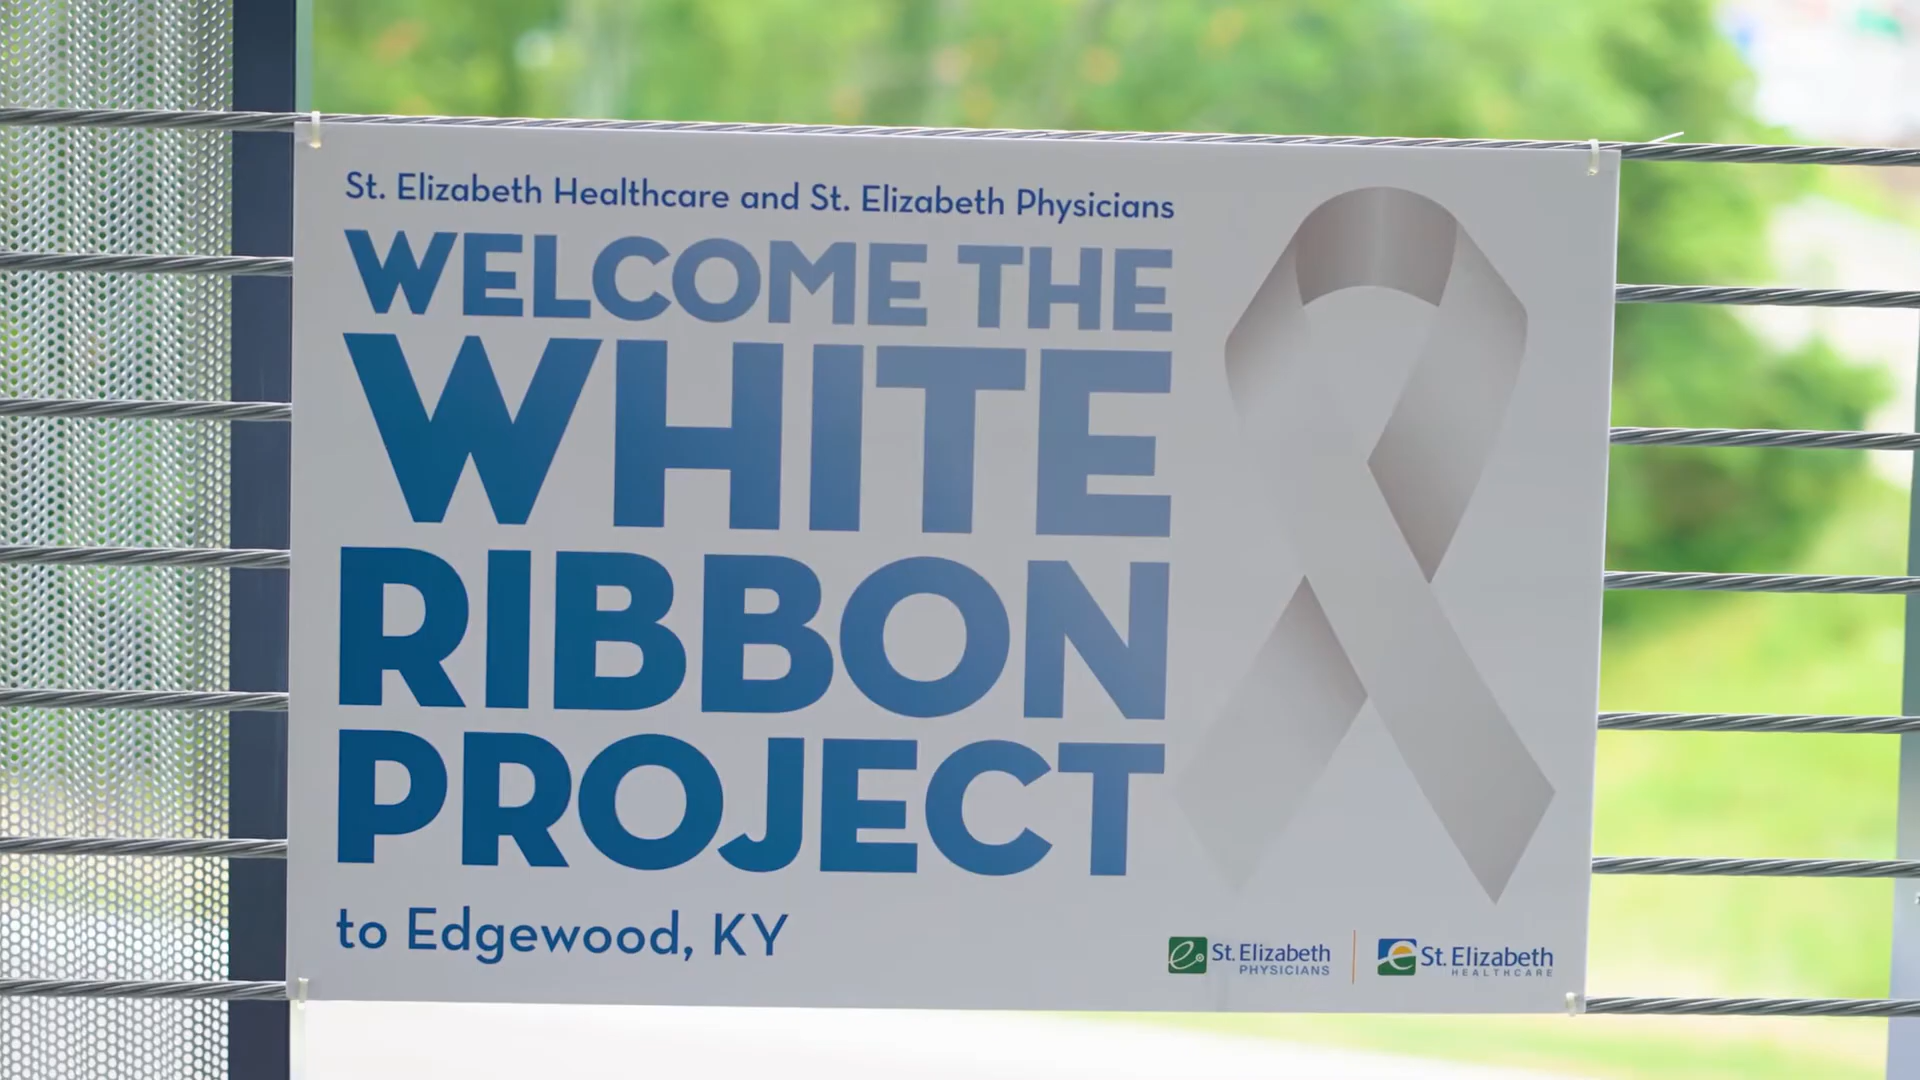 St. Elizabeth Healthcare and St. Elizabeth Physicians
WELCOME THE
WHITE
RIBBON
PROJECT
to Edgewood, KY
St. Elizabeth
PHYSICIANS
St. Elizabeth
HEALTHCARE